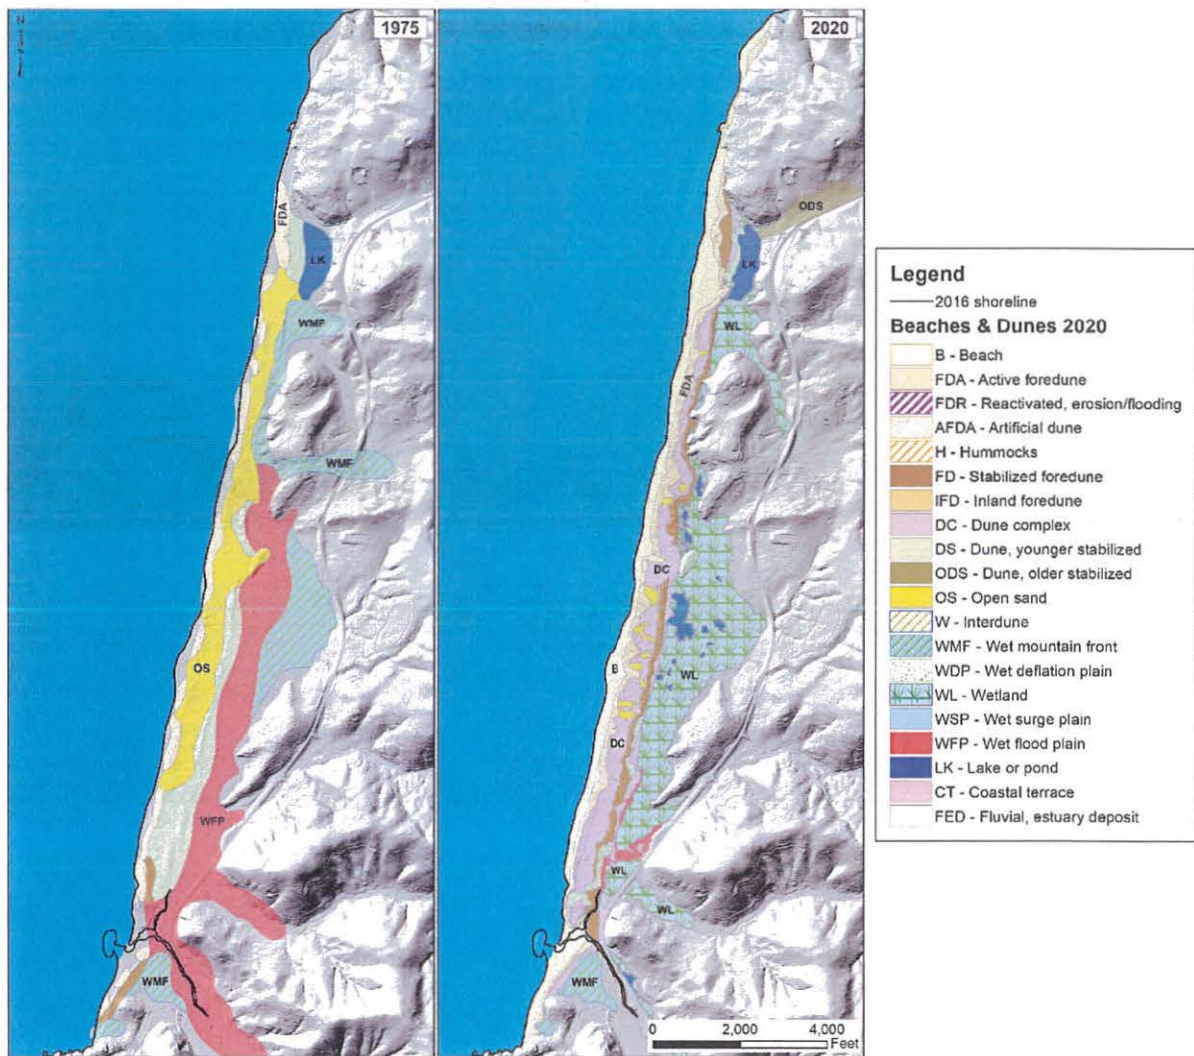 1975
FDA
LK
WMF
WMF
OS
WFP
WMF
2020
ODS
LK
WL
FDA
DC
B
WL
DC
WL
WL
WMF
0 2,000 4,000
Feet
Legend
2016 shoreline
Beaches & Dunes 2020
B - Beach
FDA - Active foredune
FDR - Reactivated, erosion/flooding
AFDA - Artificial dune
H - Hummocks
FD - Stabilized foredune
IFD - Inland foredune
DC - Dune complex
DS - Dune, younger stabilized
ODS - Dune, older stabilized
OS - Open sand
W - Interdune
WMF - Wet mountain front
WDP - Wet deflation plain
WL - Wetland
WSP - Wet surge plain
WFP - Wet flood plain
LK - Lake or pond
CT - Coastal terrace
FED - Fluvial, estuary deposit